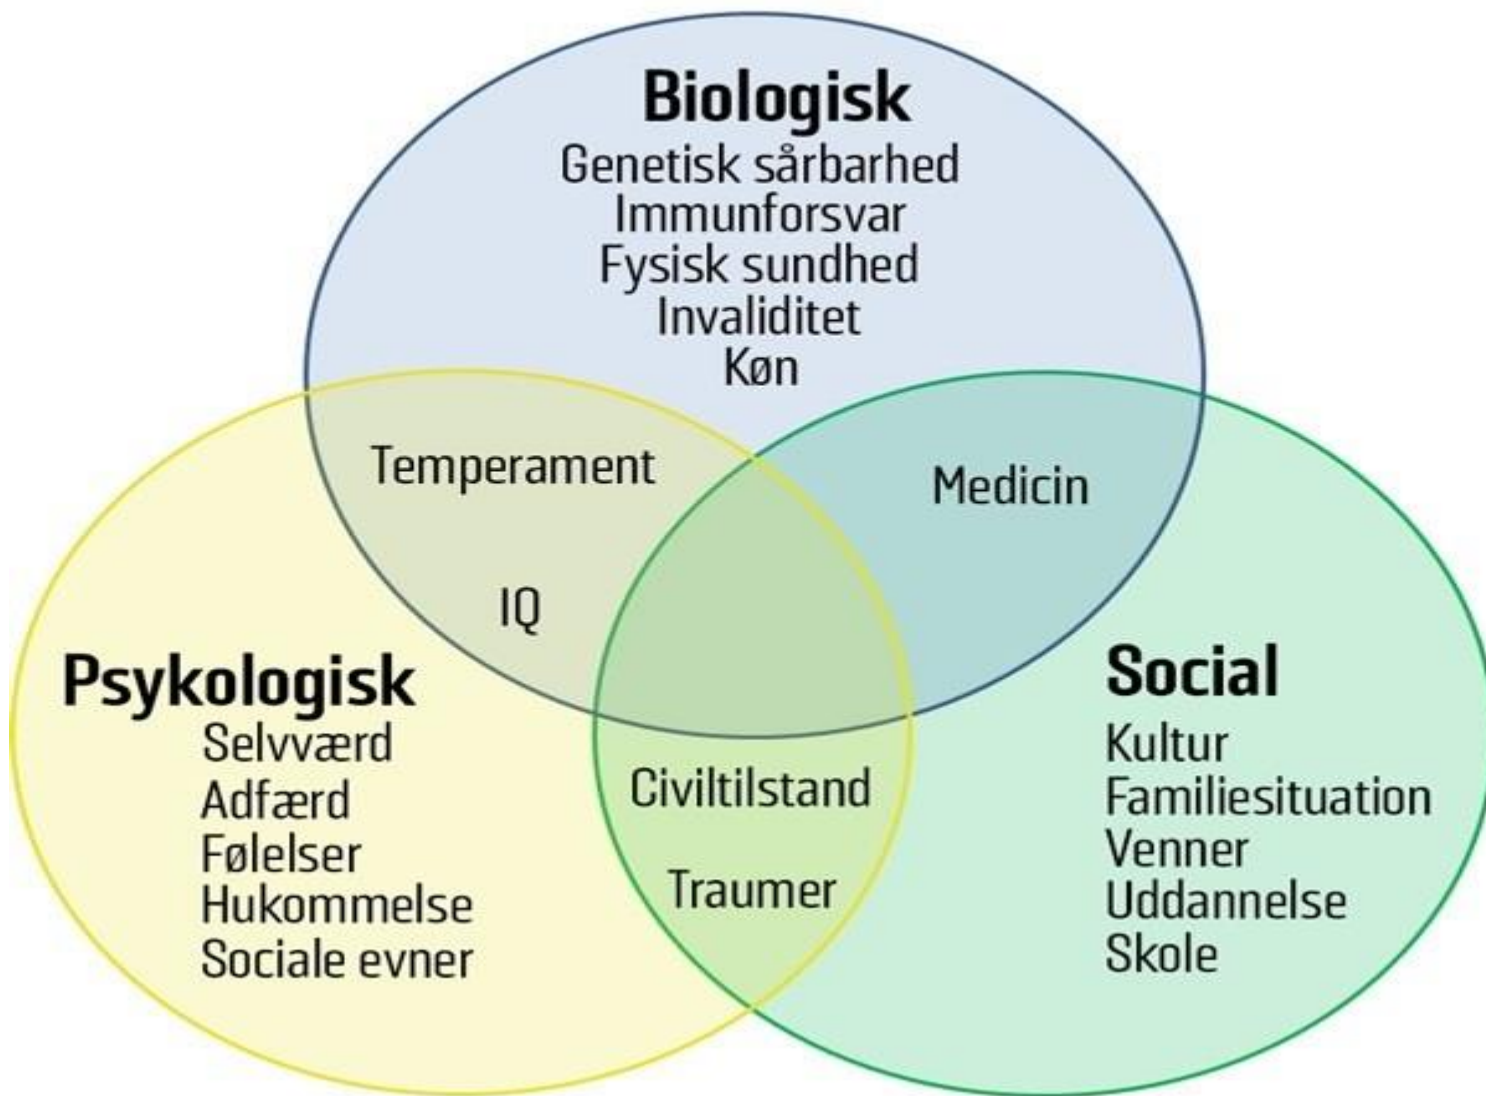 Biologisk
Genetisk sårbarhed
Immunforsvar
Fysisk sundhed
Invaliditet
Køn
Temperament
IQ
Medicin
Psykologisk
Selvværd
Adfærd
Følelser
Hukommelse
Sociale evner
Civiltilstand
Traumer
Social
Kultur
Familiesituation
Venner
Uddannelse
Skole